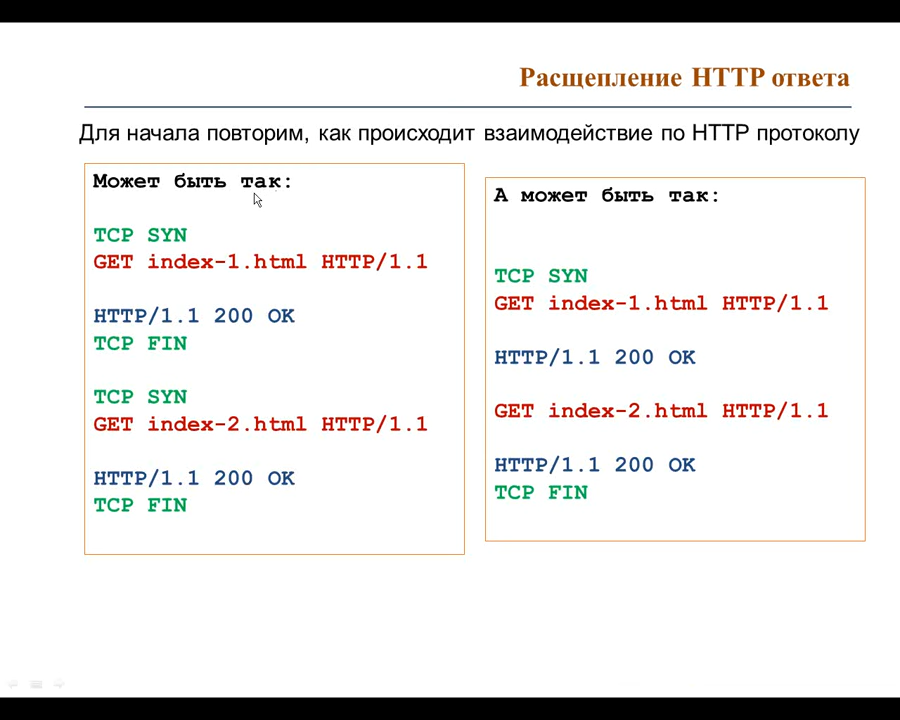 Расщепление HTTP ответа
Для начала повторим, как происходит взаимодействие по HTTP протоколу
Может быть так:
TCP SYN
GET index-1.html HTTP/1.1
HTTP/1.1 200 OK
TCP FIN
TCP SYN
GET index-2.html HTTP/1.1
HTTP/1.1 200 OK
TCP FIN
А может быть так:
TCP SYN
GET index-1.html HTTP/1.1
HTTP/1.1 200 OK
GET index-2.html HTTP/1.1
HTTP/1.1 200 OK
TCP FIN